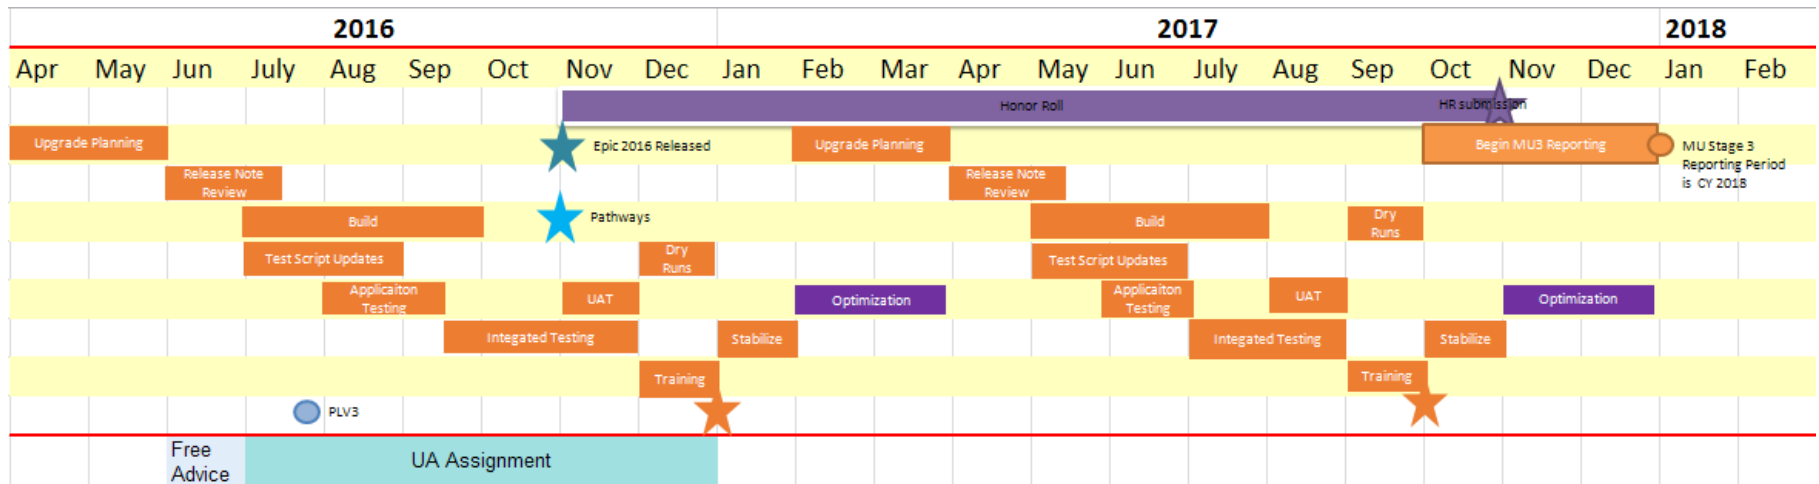 2016 2017 2018
Apr May Jun July Aug Sep Oct Nov Dec Jan Feb Mar Apr May Jun July Aug Sep Oct Nov Dec Jan Feb
Honor Roll HR submission
Upgrade Planning Epic 2016 Released Upgrade Planning Begin MU3 Reporting
MU Stage 3
Reporting Period
is CY 2018
Release Note
Review
Release Note
Review
Build Pathways Build
Dry
Runs
Test Script Updates
Dry
Runs
Test Script Updates
Applicaiton
Testing
UAT Optimization
Applicaiton
Testing
UAT Optimization
Integated Testing Stabilize Integated Testing Stabilize
Training Training
PLV3
Free
Advice
UA Assignment